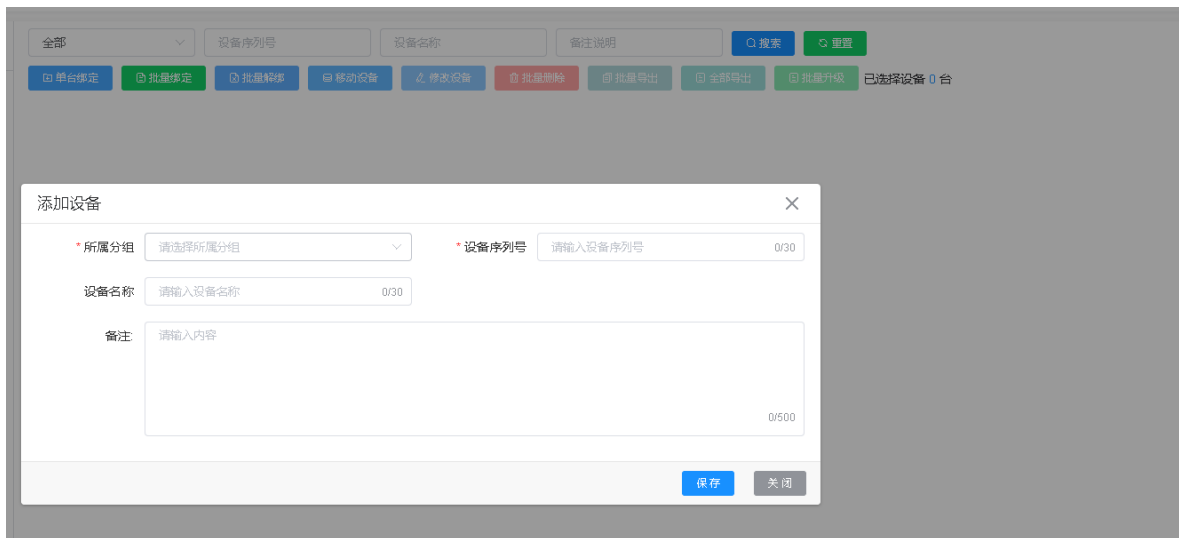 全部 设备序列号 设备名称 备注说明 搜索 重置
单台绑定 批量绑定 批量解绑 移动设备 修改设备 批量删除 批量导出 全部导出 批量升级 已选择设备 0 台
添加设备
* 所属分组 请选择所属分组 * 设备序列号 请输入设备序列号 0/30
设备名称 请输入设备名称 0/30
备注: 请输入内容
0/500
保存 关闭